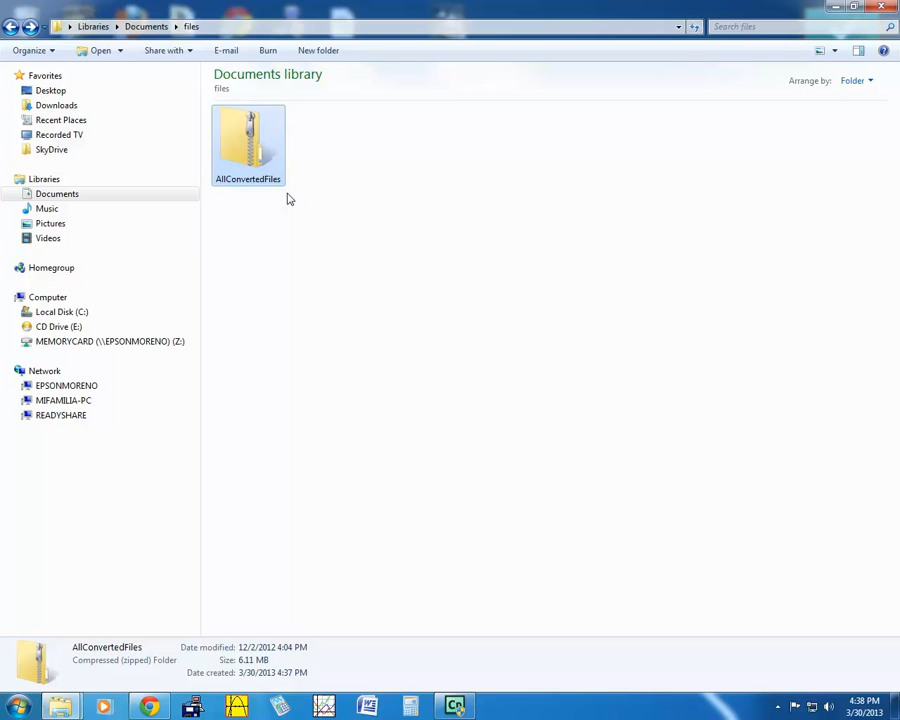 Libraries Documents files
Search files
Organize Open Share with E-mail Burn New folder
Favorites
Desktop
Downloads
Recent Places
Recorded TV
SkyDrive
Libraries
Documents
Music
Pictures
Videos
Homegroup
Computer
Local Disk (C:)
CD Drive (E:)
MEMORYCARD (\\EPSONMORENO) (Z:)
Network
EPSONMORENO
MIFAMILIA-PC
READYSHARE
Documents library
files
Arrange by: Folder
AllConvertedFiles
AllConvertedFiles Date modified: 12/2/2012 4:04 PM
Compressed (zipped) Folder Size: 6.11 MB
Date created: 3/30/2013 4:37 PM
Cp
4:38 PM
3/30/2013